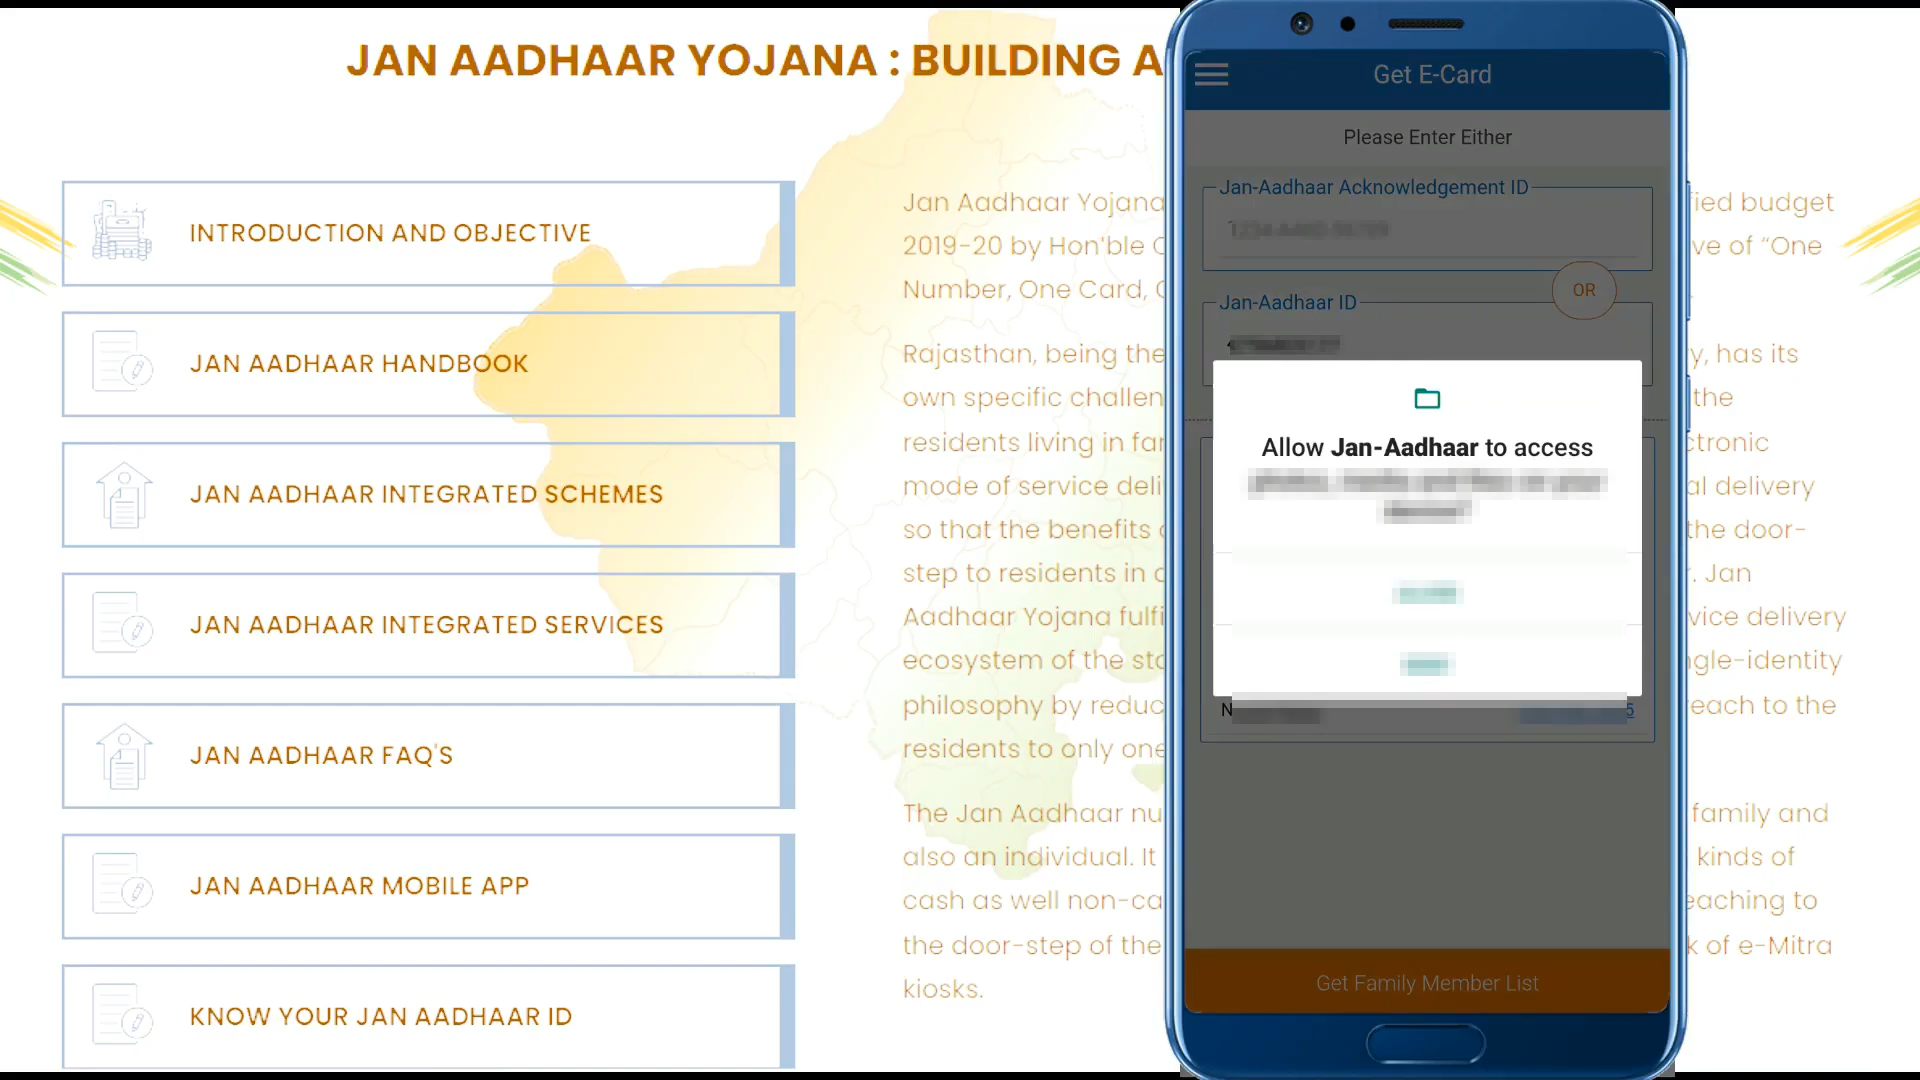 JAN AADHAAR YOJANA : BUILDING A
INTRODUCTION AND OBJECTIVE
JAN AADHAAR HANDBOOK
JAN AADHAAR INTEGRATED SCHEMES
JAN AADHAAR INTEGRATED SERVICES
JAN AADHAAR FAQ'S
JAN AADHAAR MOBILE APP
KNOW YOUR JAN AADHAAR ID
Jan Aadhaar Yojana fied budget
2019-20 by Hon'ble C ve of “One
Number, One Card,
Rajasthan, being the y, has its
own specific challen the
residents living in far ctronic
mode of service deli al delivery
so that the benefits the door-
step to residents in . Jan
Aadhaar Yojana fulfi vice delivery
ecosystem of the sta ngle-identity
philosophy by reduc each to the
residents to only one
The Jan Aadhaar nu family and
also an individual. It kinds of
cash as well non-ca eaching to
the door-step of the k of e-Mitra
kiosks.
Get E-Card
Please Enter Either
Jan-Aadhaar Acknowledgement ID
OR
Jan-Aadhaar ID
Allow Jan-Aadhaar to access
N 5
Get Family Member List